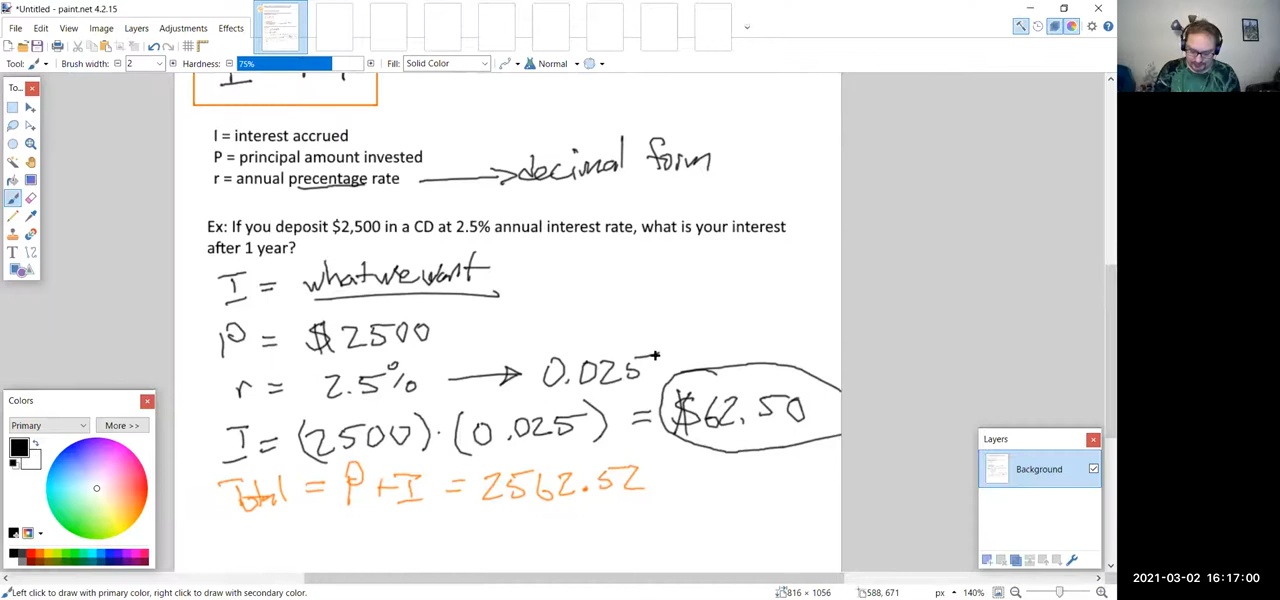 *Untitled - paint.net 4.2.15
File Edit View Image Layers Adjustments Effects
Tool: Brush width: 2 Hardness: 75% Fill: Solid Color Normal
To...
I = interest accrued
P = principal amount invested
r = annual precentage rate → decimal form
Ex: If you deposit $2,500 in a CD at 2.5% annual interest rate, what is your interest
after 1 year?
I = what we want
P = $2500
r = 2.5% → 0.025
I = (2500) · (0.025) = $62.50
Total = P + I = 2562.52
Colors
Primary More >>
Layers
Background
2021-03-02 16:17:00
Left click to draw with primary color, right click to draw with secondary color. 816 x 1056 588, 671 px 140%